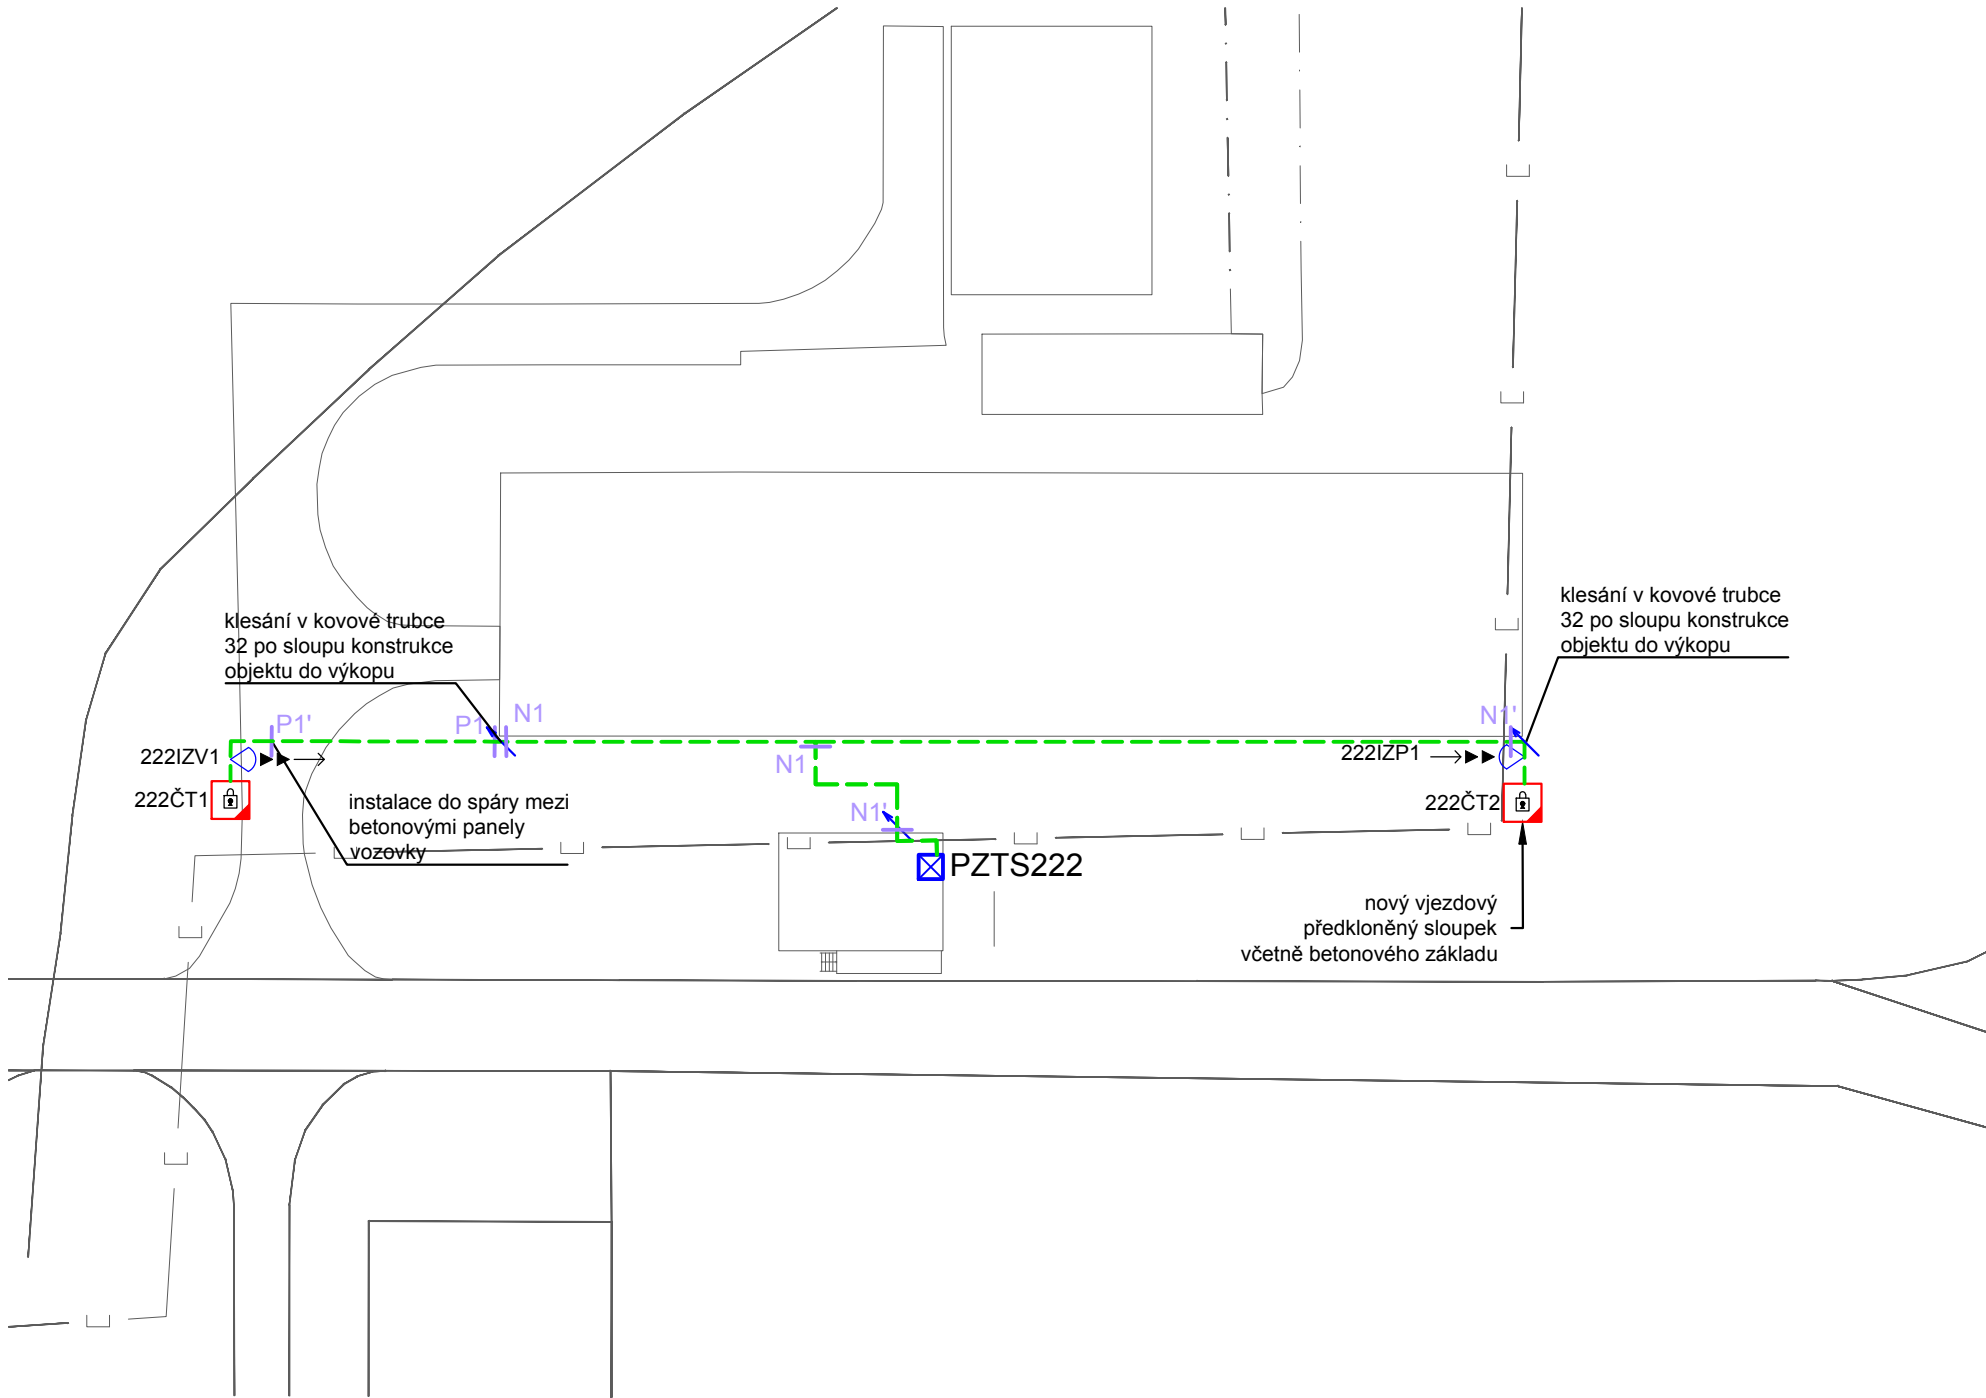 klesání v kovové trubce
32 po sloupu konstrukce
objektu do výkopu
klesání v kovové trubce
32 po sloupu konstrukce
objektu do výkopu
P1'
P1
N1
N1'
222IZV1
222IZP1
N1
222ČT1
222ČT2
instalace do spáry mezi
betonovými panely
vozovky
N1'
PZTS222
nový vjezdový
předkloněný sloupek
včetně betonového základu